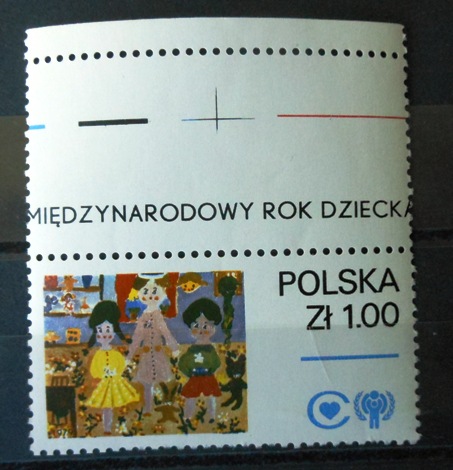 MIĘDZYNARODOWY ROK DZIECKA
POLSKA
Zł 1.00